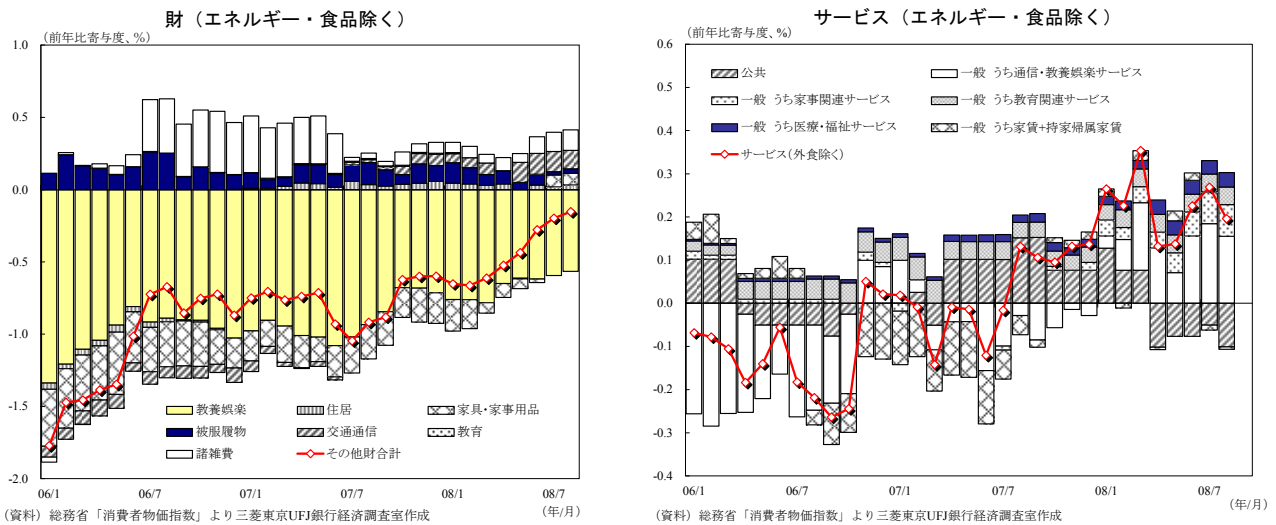 財（エネルギー・食品除く）
（前年比寄与度、%）
1.0
0.5
0.0
-0.5
-1.0
-1.5
-2.0
教養娯楽
住居
家具・家事用品
被服履物
交通通信
教育
諸雑費
その他財合計
06/1
06/7
07/1
07/7
08/1
08/7
（年/月）
（資料）総務省「消費者物価指数」より三菱東京UFJ銀行経済調査室作成
サービス（エネルギー・食品除く）
（前年比寄与度、%）
0.6
0.5
0.4
0.3
0.2
0.1
0.0
-0.1
-0.2
-0.3
-0.4
公共
一般 うち通信・教養娯楽サービス
一般 うち家事関連サービス
一般 うち教育関連サービス
一般 うち医療・福祉サービス
一般 うち家賃+持家帰属家賃
サービス（外食除く）
06/1
06/7
07/1
07/7
08/1
08/7
（年/月）
（資料）総務省「消費者物価指数」より三菱東京UFJ銀行経済調査室作成